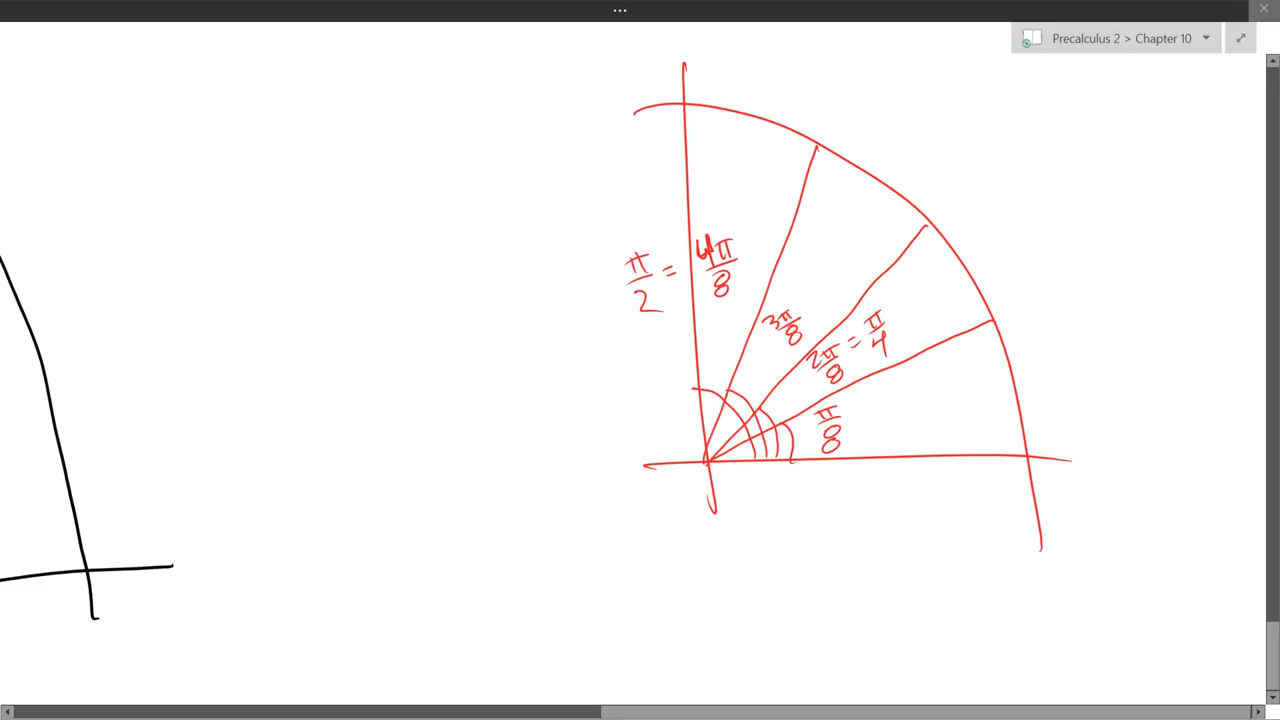 ...
Precalculus 2 > Chapter 10
π/2 = 4π/8
3π/8
2π/8 = π/4
π/8